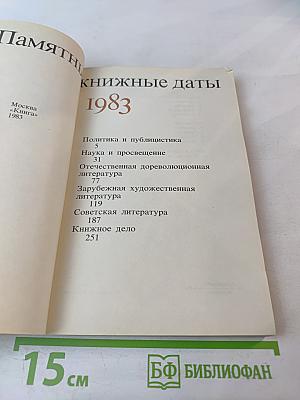 Памятные книжные даты
1983
Москва
«Книга»
1983
Политика и публицистика
5
Наука и просвещение
31
Отечественная дореволюционная
литература
77
Зарубежная художественная
литература
119
Советская литература
187
Книжное дело
251
15 см
БФ БИБЛИОФАН